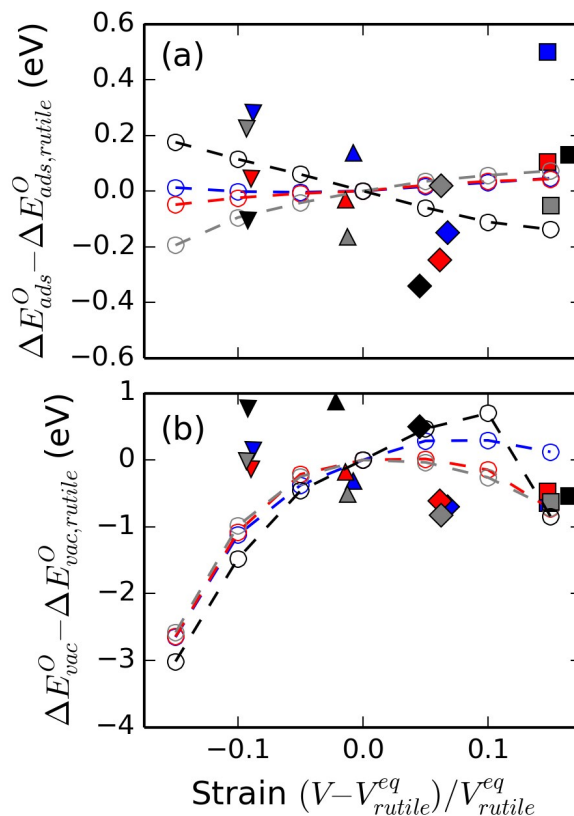 (a)
ΔE^O_ads − ΔE^O_ads,rutile (eV)
0.6
0.4
0.2
0.0
−0.2
−0.4
−0.6
(b)
ΔE^O_vac − ΔE^O_vac,rutile (eV)
1
0
−1
−2
−3
−4
−0.1 0.0 0.1
Strain (V−V^eq_rutile)/V^eq_rutile